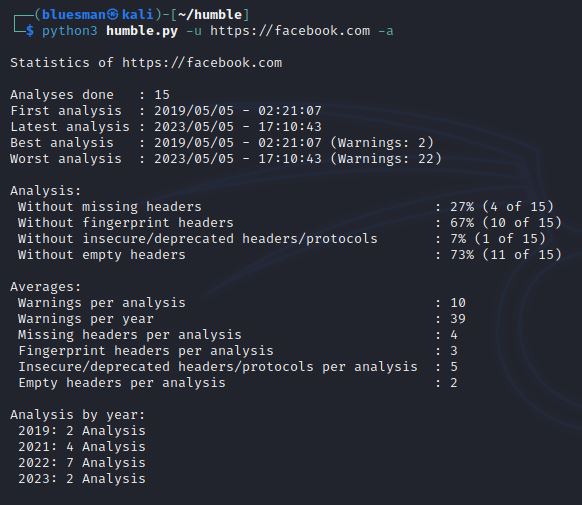 ┌──(bluesman㉿kali)-[~/humble]
└─$ python3 humble.py -u https://facebook.com -a
Statistics of https://facebook.com
Analyses done   : 15
First analysis  : 2019/05/05 - 02:21:07
Latest analysis : 2023/05/05 - 17:10:43
Best analysis   : 2019/05/05 - 02:21:07 (Warnings: 2)
Worst analysis  : 2023/05/05 - 17:10:43 (Warnings: 22)
Analysis:
 Without missing headers                             : 27% (4 of 15)
 Without fingerprint headers                         : 67% (10 of 15)
 Without insecure/deprecated headers/protocols       : 7% (1 of 15)
 Without empty headers                               : 73% (11 of 15)
Averages:
 Warnings per analysis                               : 10
 Warnings per year                                   : 39
 Missing headers per analysis                        : 4
 Fingerprint headers per analysis                    : 3
 Insecure/deprecated headers/protocols per analysis  : 5
 Empty headers per analysis                          : 2
Analysis by year:
 2019: 2 Analysis
 2021: 4 Analysis
 2022: 7 Analysis
 2023: 2 Analysis